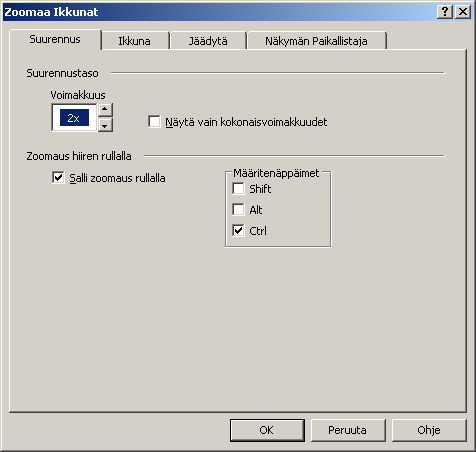 Zoomaa Ikkunat
Suurennus Ikkuna Jäädytä Näkymän Paikallistaja
Suurennustaso
Voimakkuus
2x
Näytä vain kokonaisvoimakkuudet
Zoomaus hiiren rullalla
Salli zoomaus rullalla
Määritenäppäimet
Shift
Alt
Ctrl
OK Peruuta Ohje